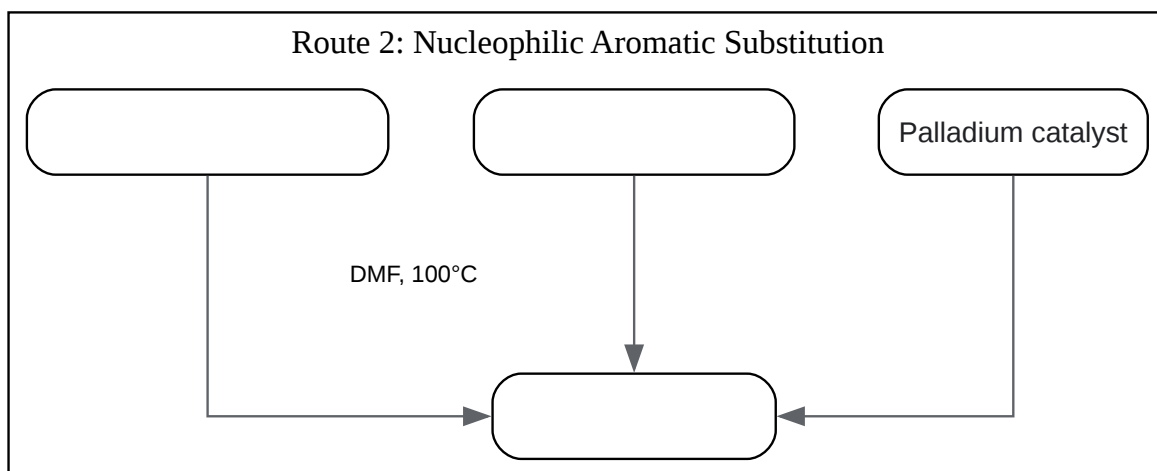 Route 2: Nucleophilic Aromatic Substitution
Palladium catalyst
DMF, 100°C